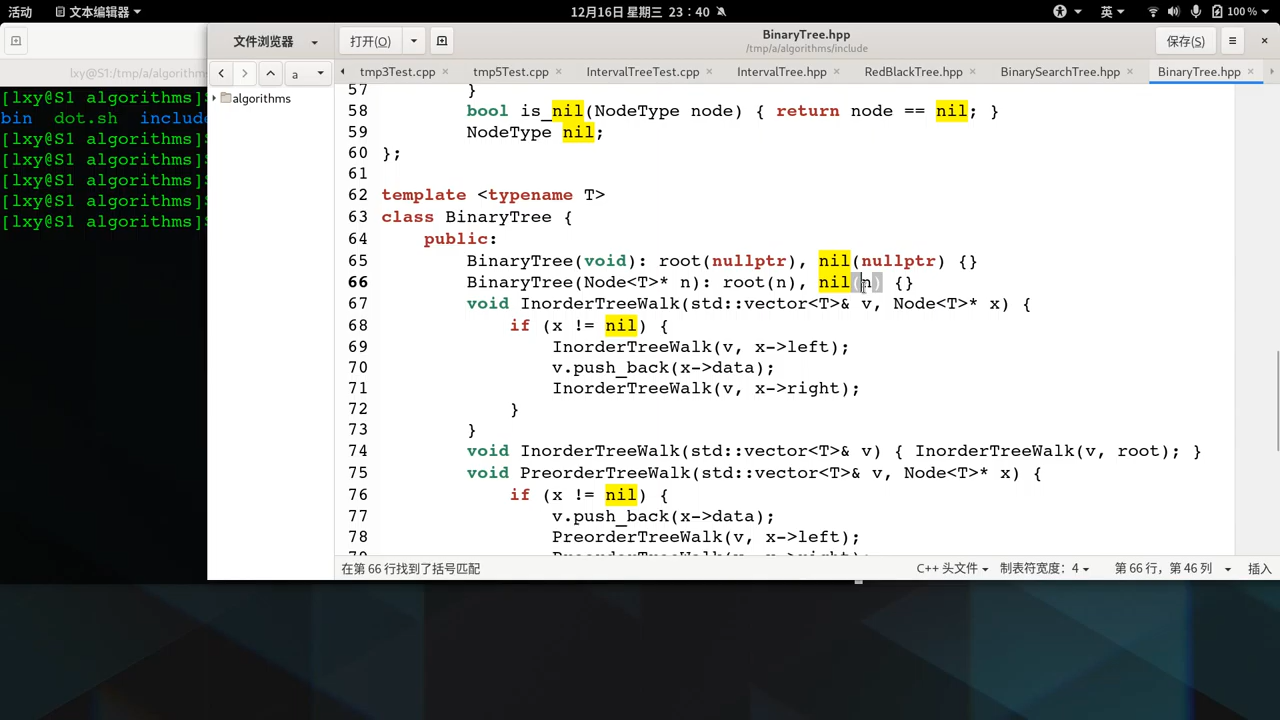 活动 文本编辑器 12月16日 星期三 23：40 英 100 %
文件浏览器 打开(O) BinaryTree.hpp 保存(S)
/tmp/a/algorithms/include
lxy@S1:/tmp/a/algorithms
a tmp3Test.cpp × tmp5Test.cpp × IntervalTreeTest.cpp × IntervalTree.hpp × RedBlackTree.hpp × BinarySearchTree.hpp × BinaryTree.hpp ×
algorithms
[lxy@S1 algorithms]$
bin dot.sh include
[lxy@S1 algorithms]$
[lxy@S1 algorithms]$
[lxy@S1 algorithms]$
[lxy@S1 algorithms]$
[lxy@S1 algorithms]$
57 }
58 bool is_nil(NodeType node) { return node == nil; }
59 NodeType nil;
60 };
61
62 template <typename T>
63 class BinaryTree {
64 public:
65 BinaryTree(void): root(nullptr), nil(nullptr) {}
66 BinaryTree(Node<T>* n): root(n), nil(n) {}
67 void InorderTreeWalk(std::vector<T>& v, Node<T>* x) {
68 if (x != nil) {
69 InorderTreeWalk(v, x->left);
70 v.push_back(x->data);
71 InorderTreeWalk(v, x->right);
72 }
73 }
74 void InorderTreeWalk(std::vector<T>& v) { InorderTreeWalk(v, root); }
75 void PreorderTreeWalk(std::vector<T>& v, Node<T>* x) {
76 if (x != nil) {
77 v.push_back(x->data);
78 PreorderTreeWalk(v, x->left);
79 PreorderTreeWalk(v, x->right);
在第 66 行找到了括号匹配 C++ 头文件 制表符宽度：4 第 66 行，第 46 列 插入